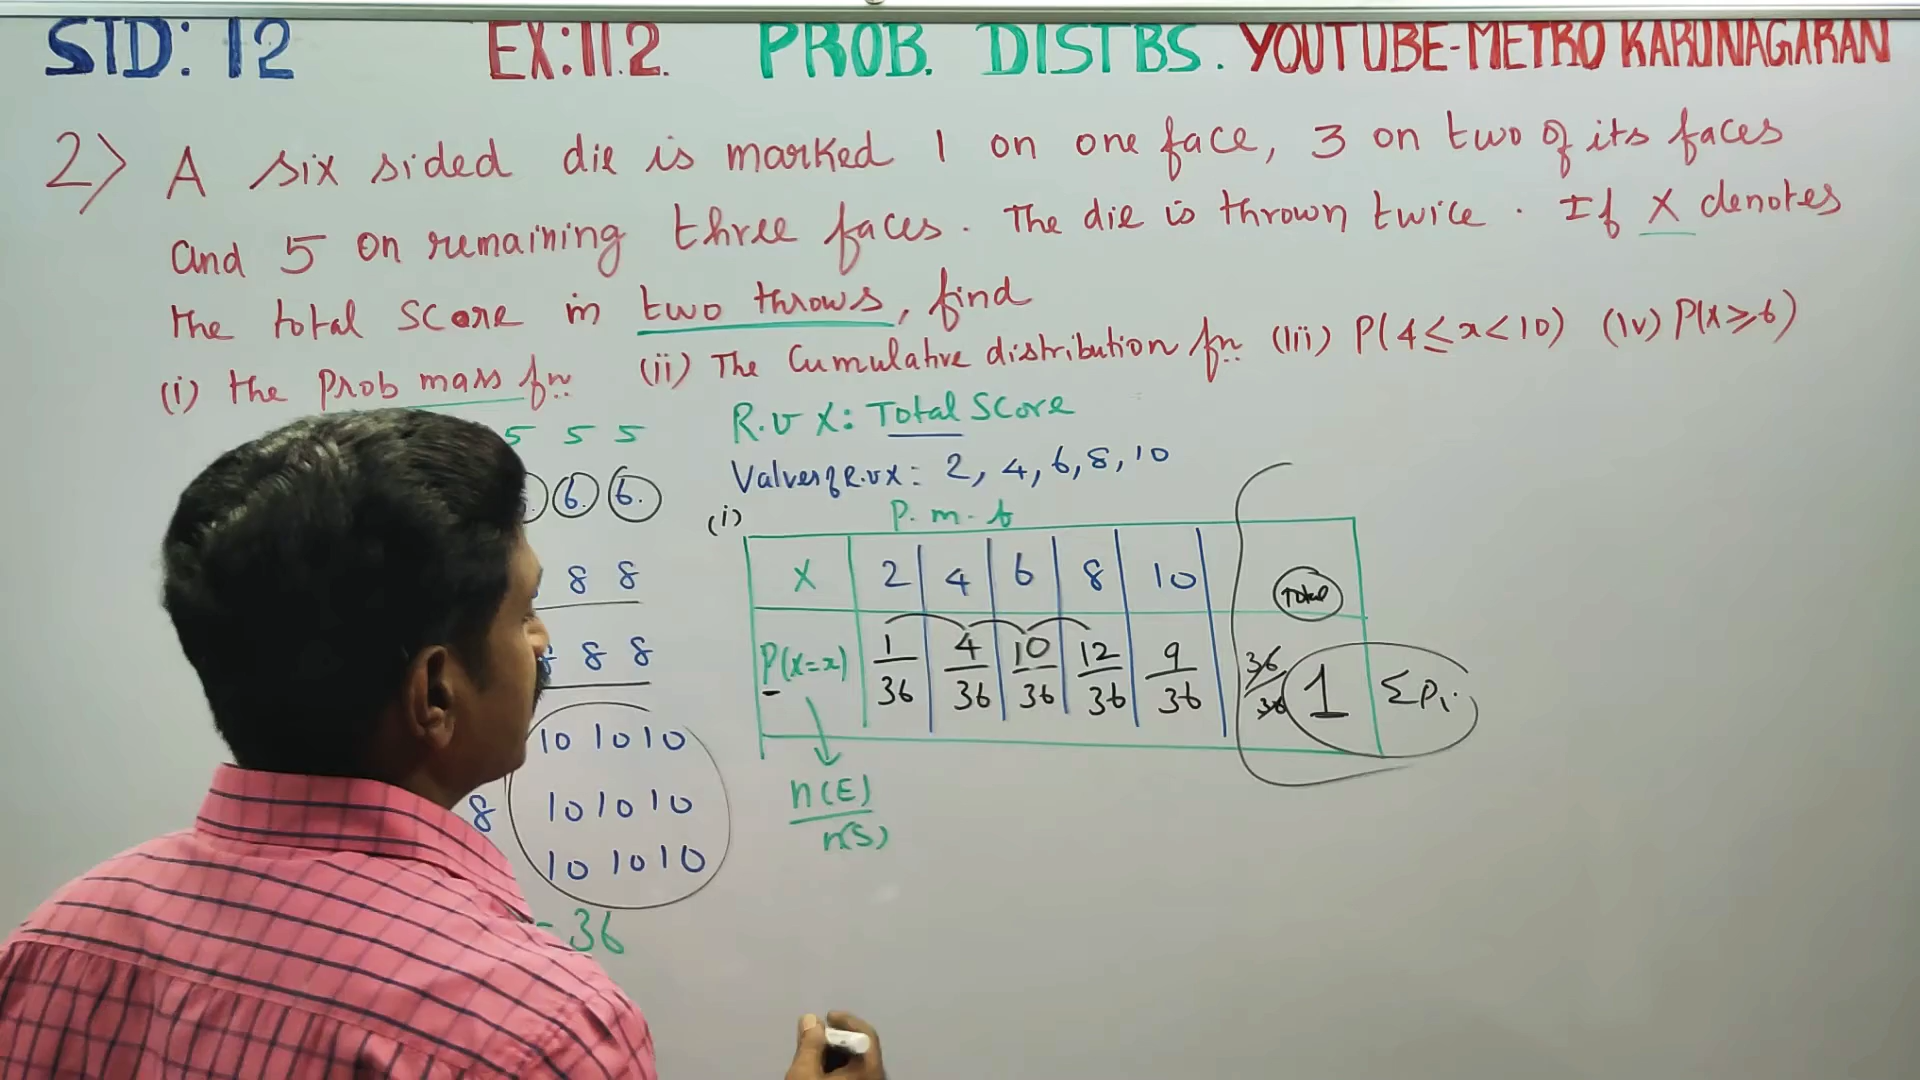 STD: 12 EX:11.2. PROB. DISTBS. YOUTUBE-METRO KARUNAGARAN
2) A six sided die is marked 1 on one face, 3 on two of its faces
and 5 on remaining three faces. The die is thrown twice. If X denotes
the total score in two throws, find
(i) the Prob mass fn (ii) The Cumulative distribution fn (iii) P(4≤x<10) (iv) P(X≥6)
5 5 5
6. 6.
8 8
8 8
10 10 10
8 10 10 10
10 10 10
= 36
R.V X: Total Score
Values of R.V X: 2, 4, 6, 8, 10
(i) P. m. f
X 2 4 6 8 10 Total
P(X=x) 1/36 4/36 10/36 12/36 9/36 36/36 1 ΣPi
n(E)
n(S)